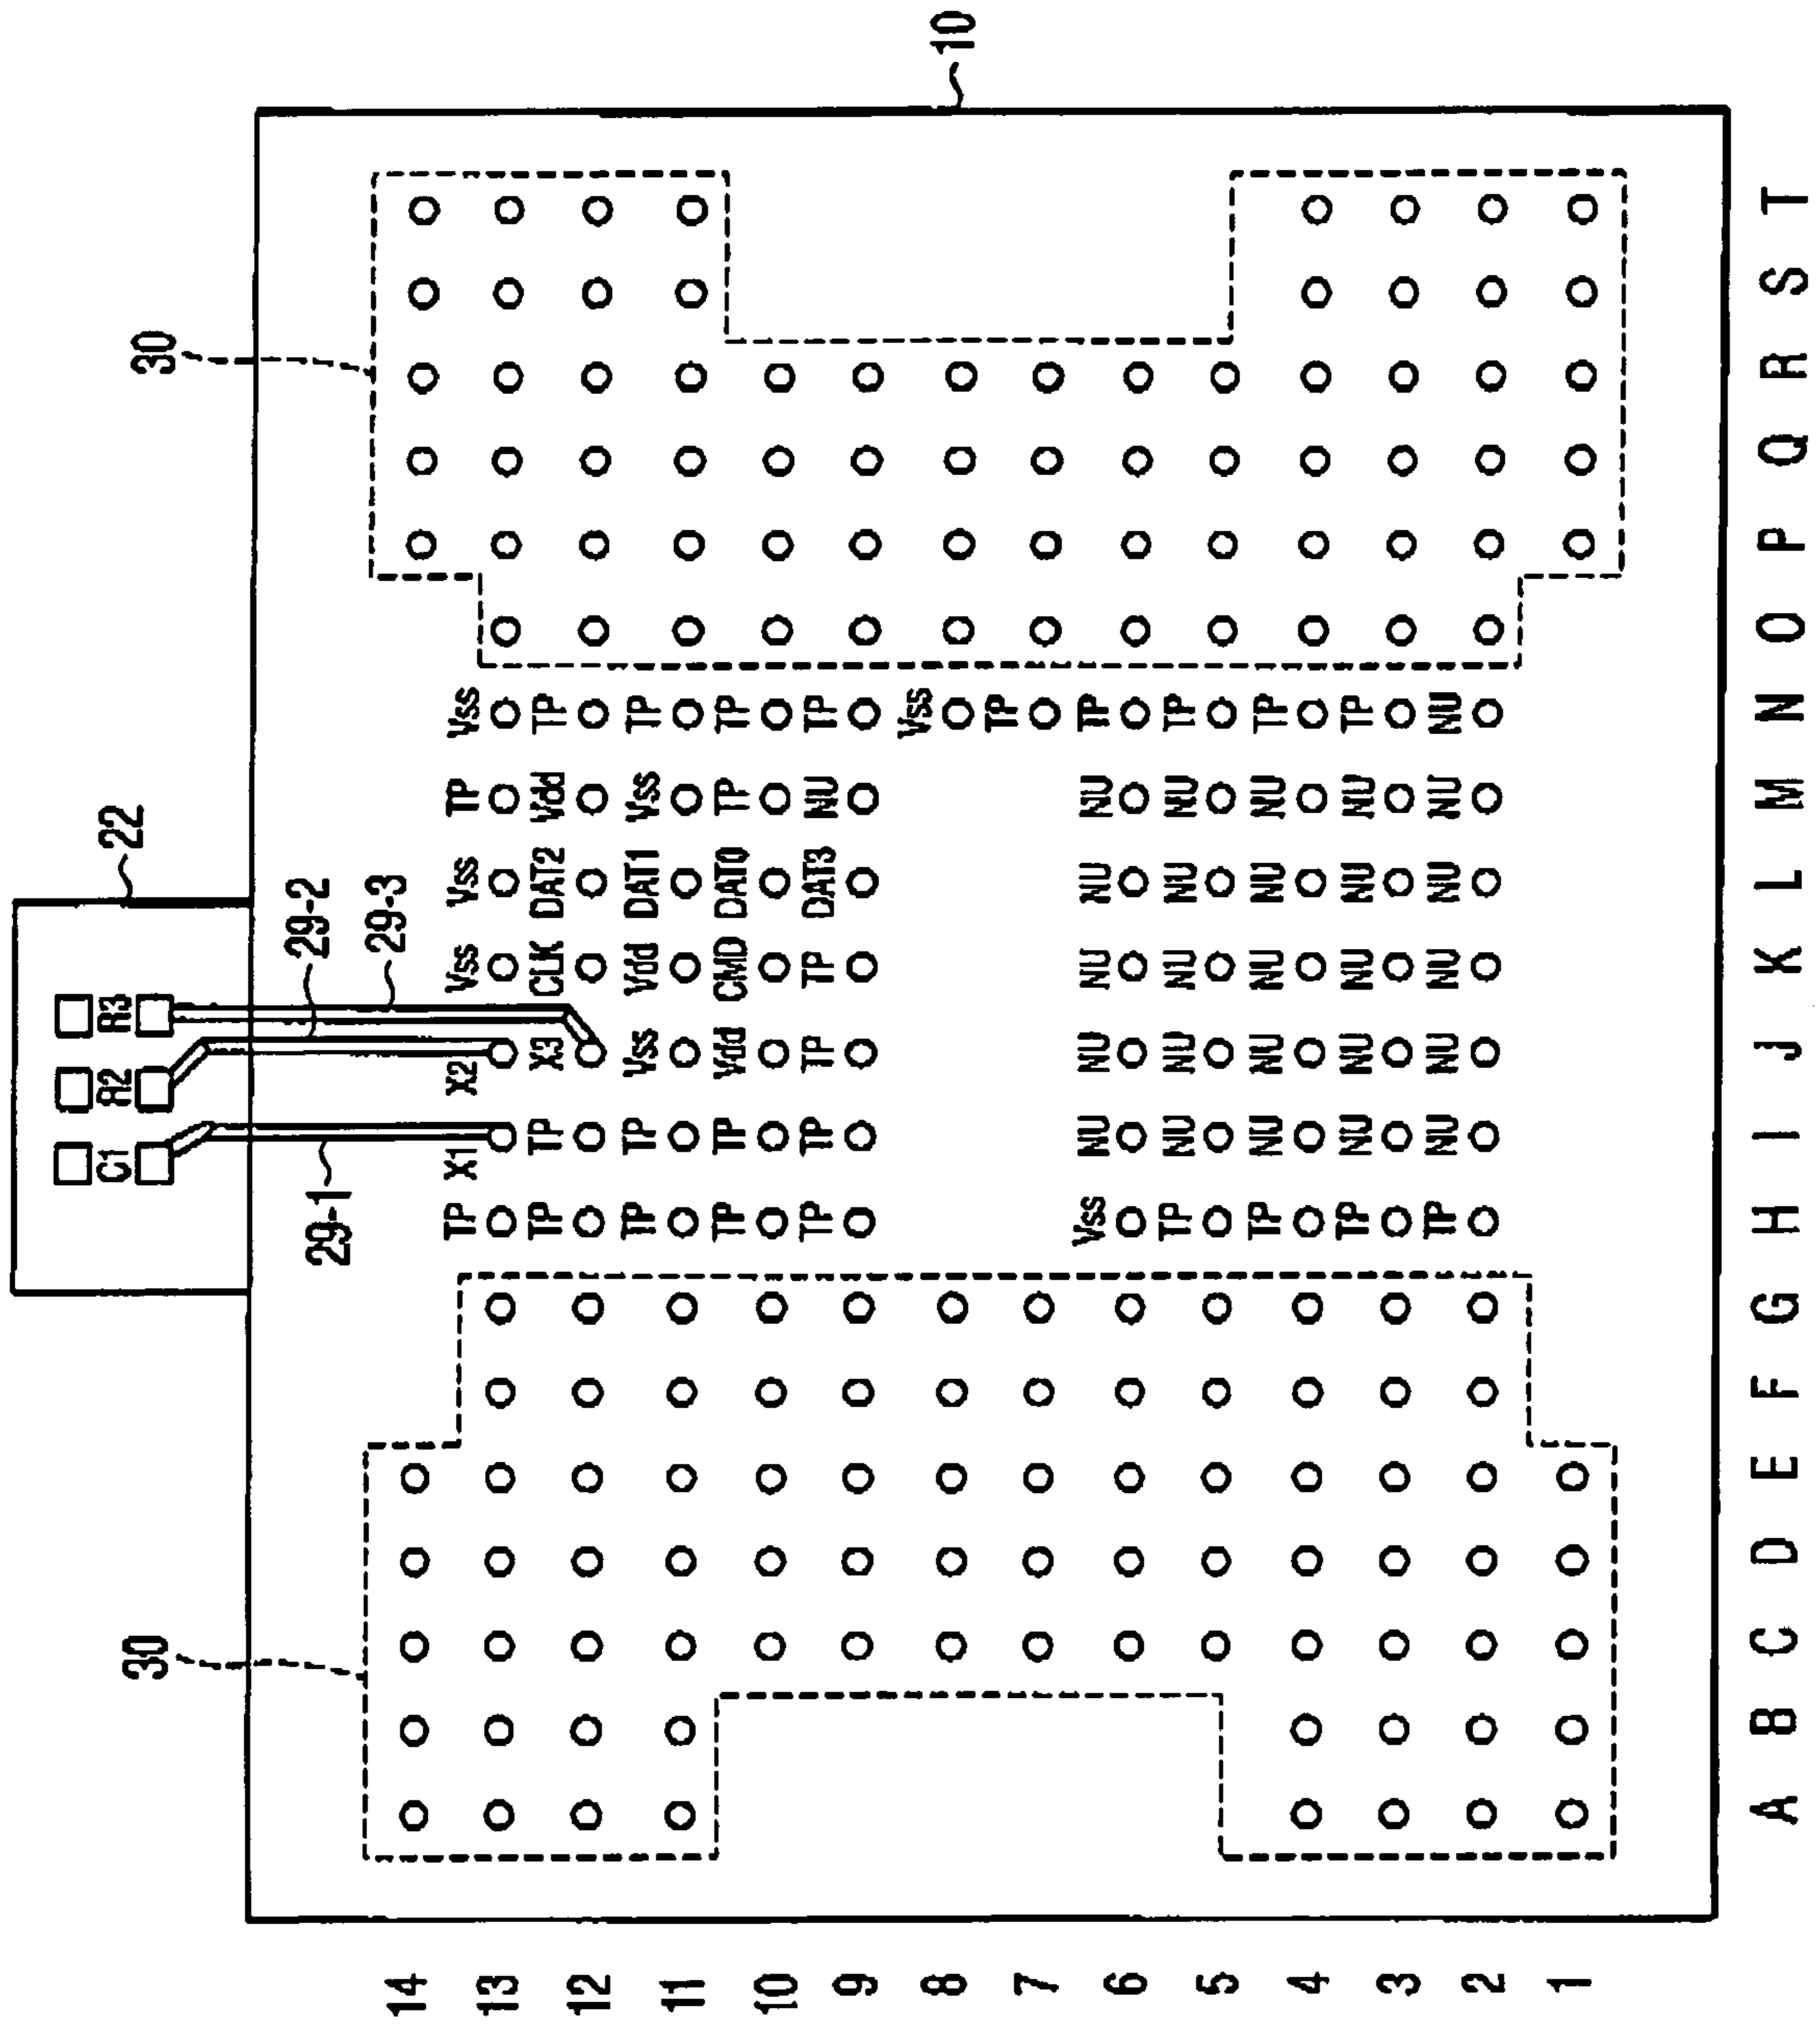 C1 R2 R3 22
30 30
29-2
29-1
29-3
14
13 TP X1 X2 Vss Vss TP Vss
12 TP TP X3 CLK DAT2 Vdd TP
11 TP TP Vss Vdd DAT1 Vss TP
10 TP TP Vdd CMD DAT0 TP TP
9 TP TP TP TP DAT3 NU TP
8 Vss 10
7 TP
6 Vss NU NU NU NU NU TP
5 TP NU NU NU NU NU TP
4 TP NU NU NU NU NU TP
3 TP NU NU NU NU NU TP
2 TP NU NU NU NU NU NU
1
A B C D E F G H I J K L M N O P Q R S T